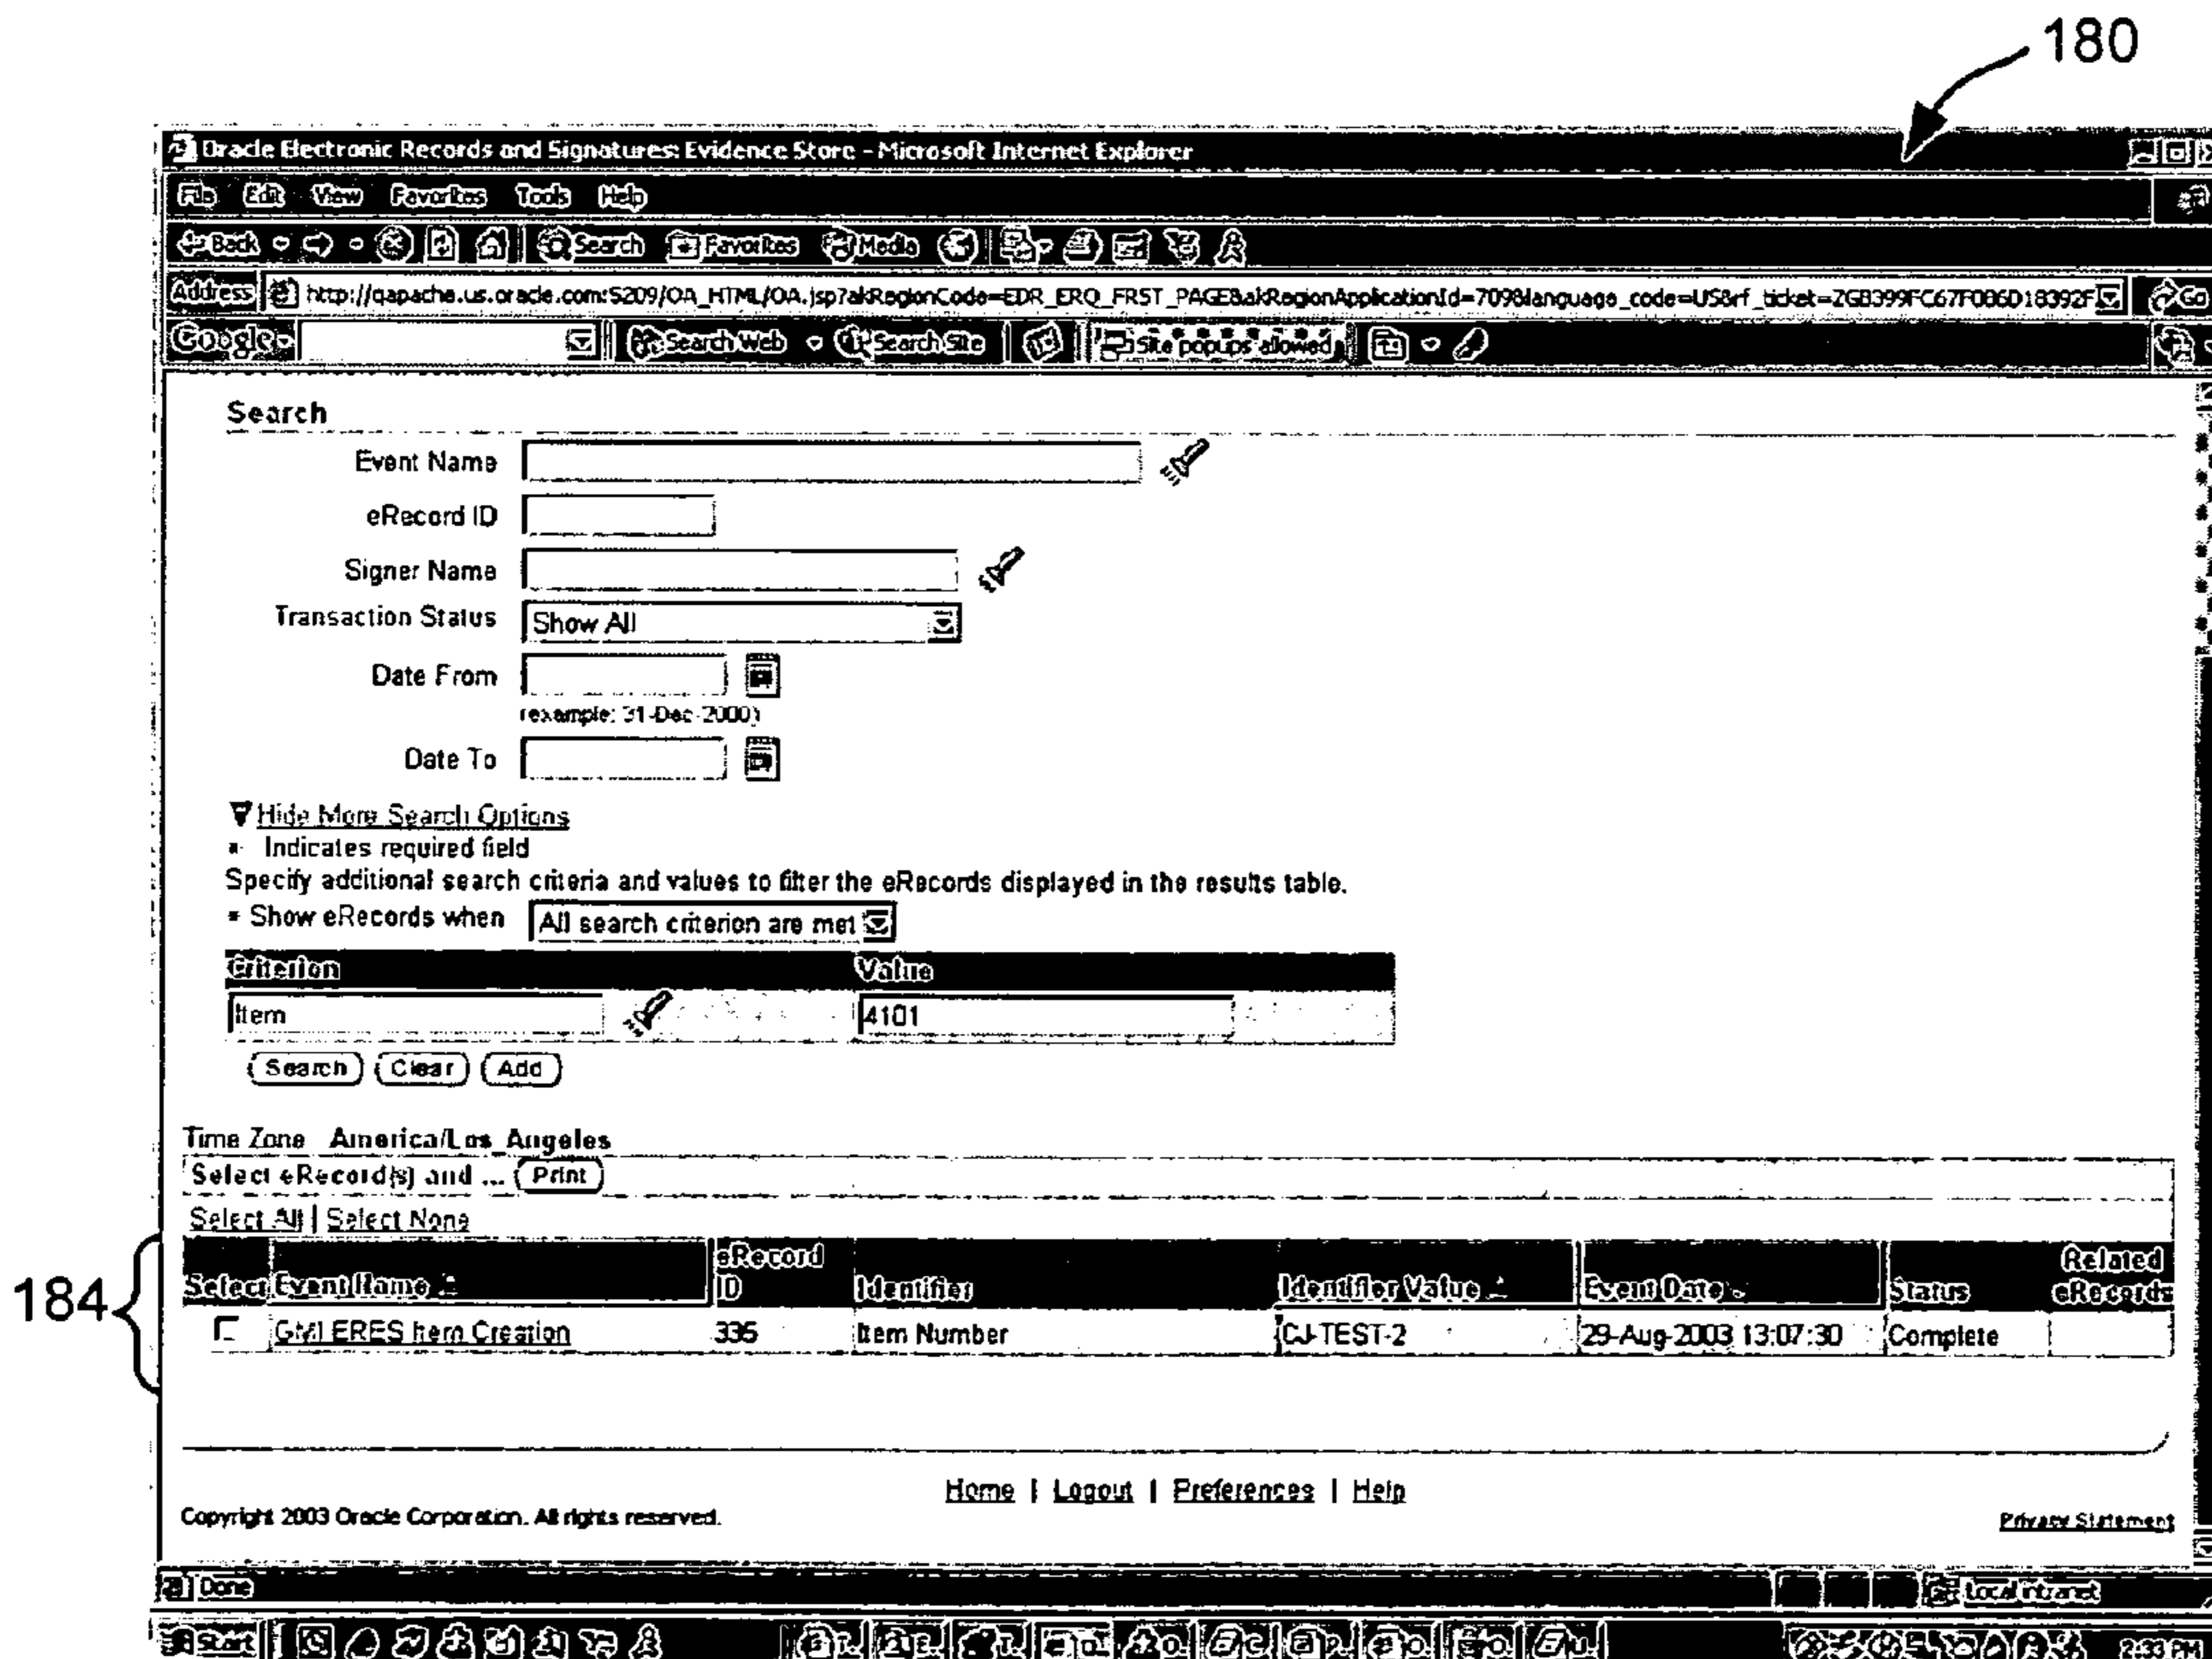 180
Oracle Electronic Records and Signatures: Evidence Store - Microsoft Internet Explorer
File Edit View Favorites Tools Help
Back Search Favorites Media
Address http://qapache.us.oracle.com:5209/OA_HTML/OA.jsp?akRegionCode=EDR_ERQ_FRST_PAGE&akRegionApplicationId=709&language_code=US&rf_ticket= Go
Google Search Web Search Site Site popups allowed
Search
Event Name
eRecord ID
Signer Name
Transaction Status Show All
Date From
(example: 31-Dec-2000)
Date To
Hide More Search Options
* Indicates required field
Specify additional search criteria and values to filter the eRecords displayed in the results table.
* Show eRecords when All search criterion are met
Criterion Value
Item 4101
Search Clear Add
Time Zone America/Los_Angeles
Select eRecord(s) and ... Print
Select All | Select None
184
Select Event Name eRecord ID Identifier Identifier Value Event Date Status Related eRecords
GMI ERES Item Creation 335 Item Number CJ-TEST-2 29-Aug-2003 13:07:30 Complete
Home | Logout | Preferences | Help
Copyright 2003 Oracle Corporation. All rights reserved.
Privacy Statement
Done Local intranet
Start 2:33 PM